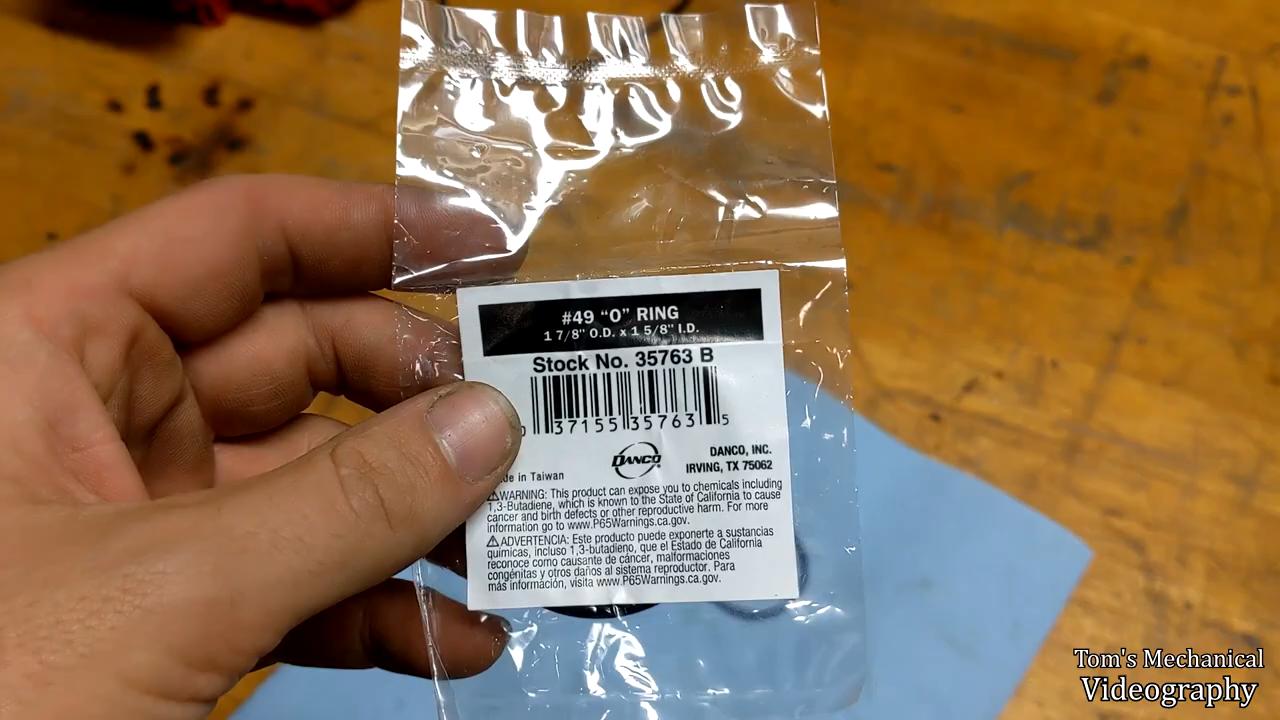 #49 "O" RING
1 7/8" O.D. x 1 5/8" I.D.
Stock No. 35763 B
0 37155 35763 5
DANCO
DANCO, INC.
IRVING, TX 75062
in Taiwan
⚠WARNING: This product can expose you to chemicals including
1,3-Butadiene, which is known to the State of California to cause
cancer and birth defects or other reproductive harm. For more
information go to www.P65Warnings.ca.gov.
⚠ADVERTENCIA: Este producto puede exponerte a sustancias
químicas, incluso 1,3-butadieno, que el Estado de California
reconoce como causante de cáncer, malformaciones
congénitas y otros daños al sistema reproductor. Para
más información, visita www.P65Warnings.ca.gov.
Tom's Mechanical
Videography